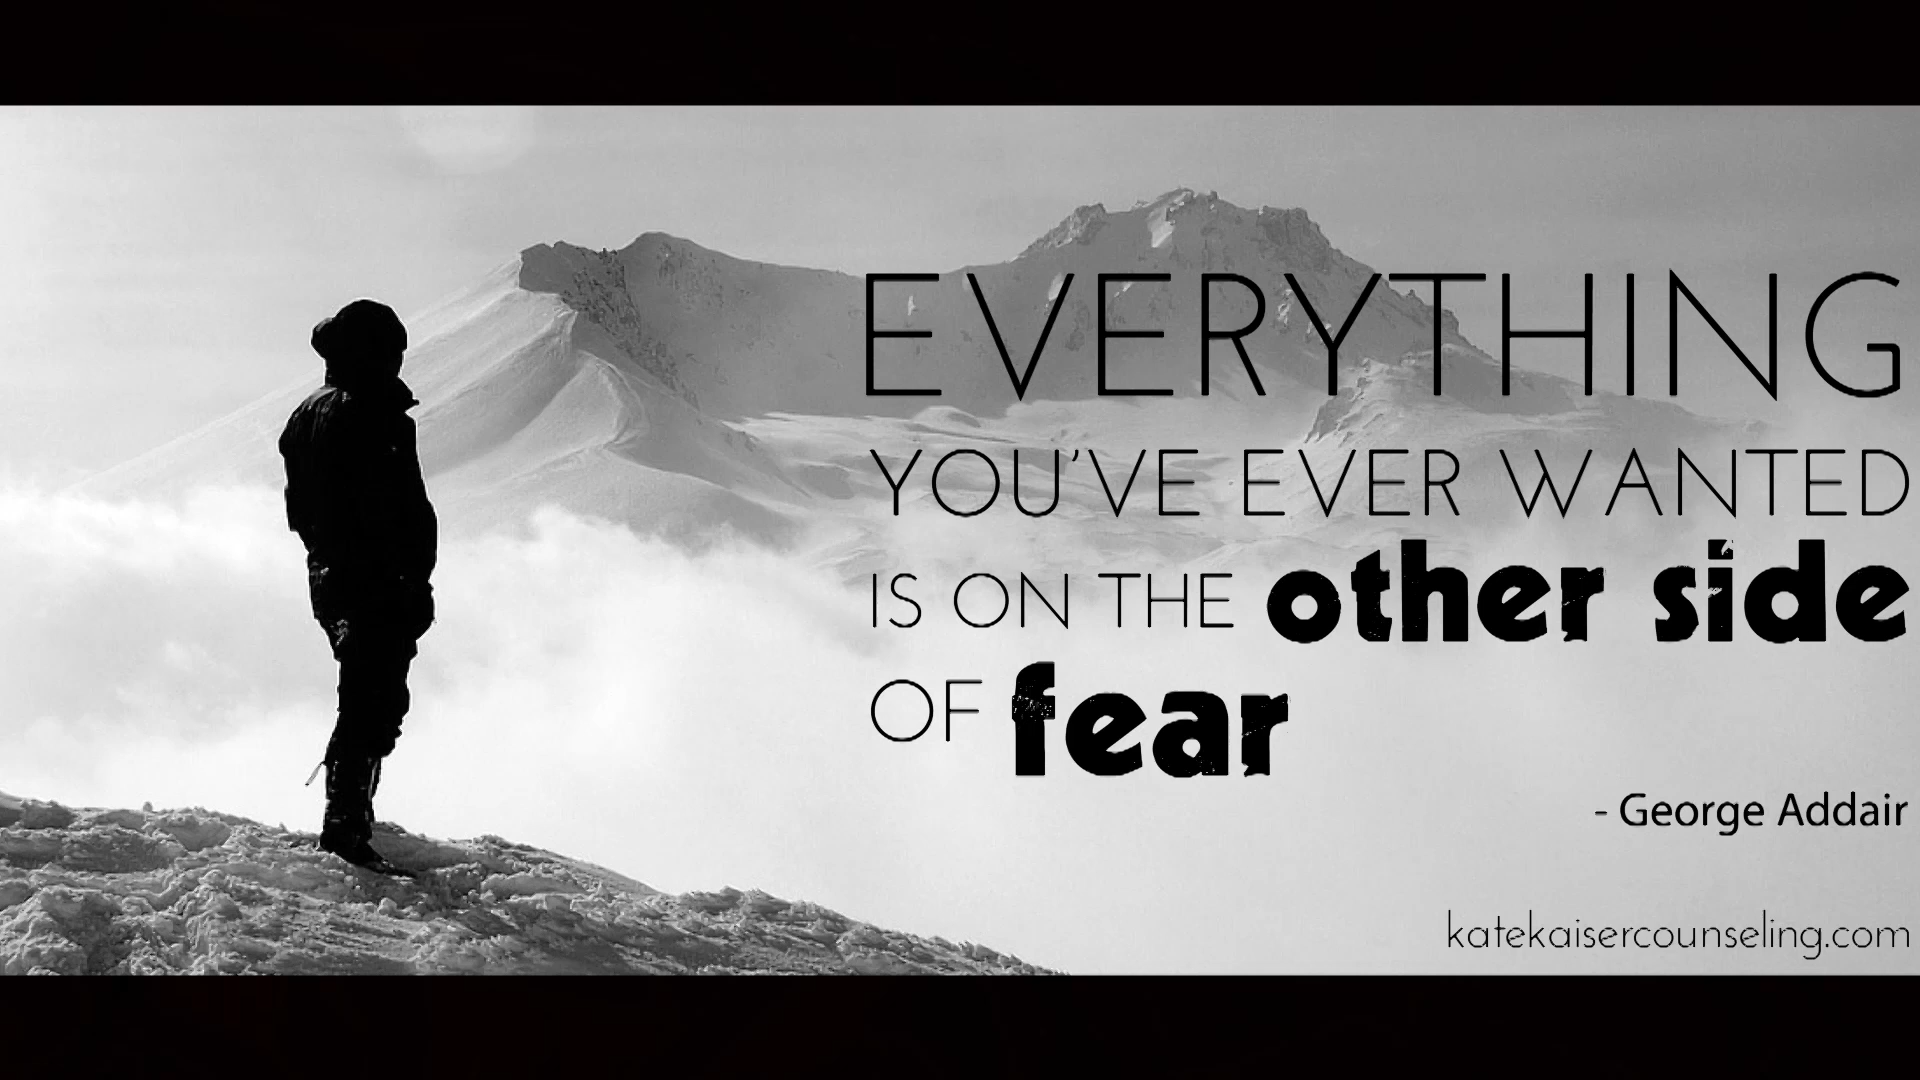 EVERYTHING
YOU'VE EVER WANTED
IS ON THE other side
OF fear
- George Addair
katekaisercounseling.com